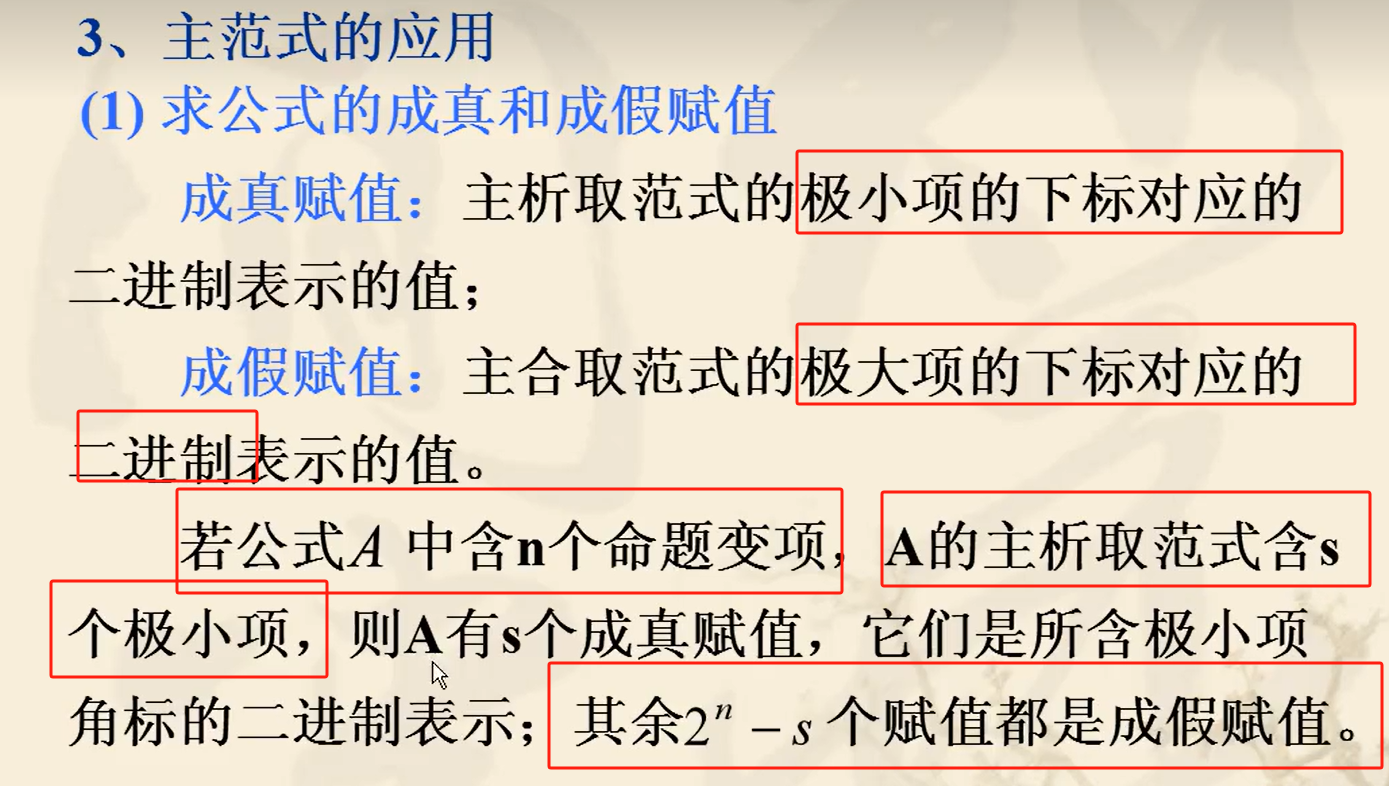 3、主范式的应用
(1) 求公式的成真和成假赋值
成真赋值：主析取范式的极小项的下标对应的
二进制表示的值；
成假赋值：主合取范式的极大项的下标对应的
二进制表示的值。
若公式A 中含n个命题变项，A的主析取范式含s
个极小项，则A有s个成真赋值，它们是所含极小项
角标的二进制表示；其余2ⁿ – s 个赋值都是成假赋值。